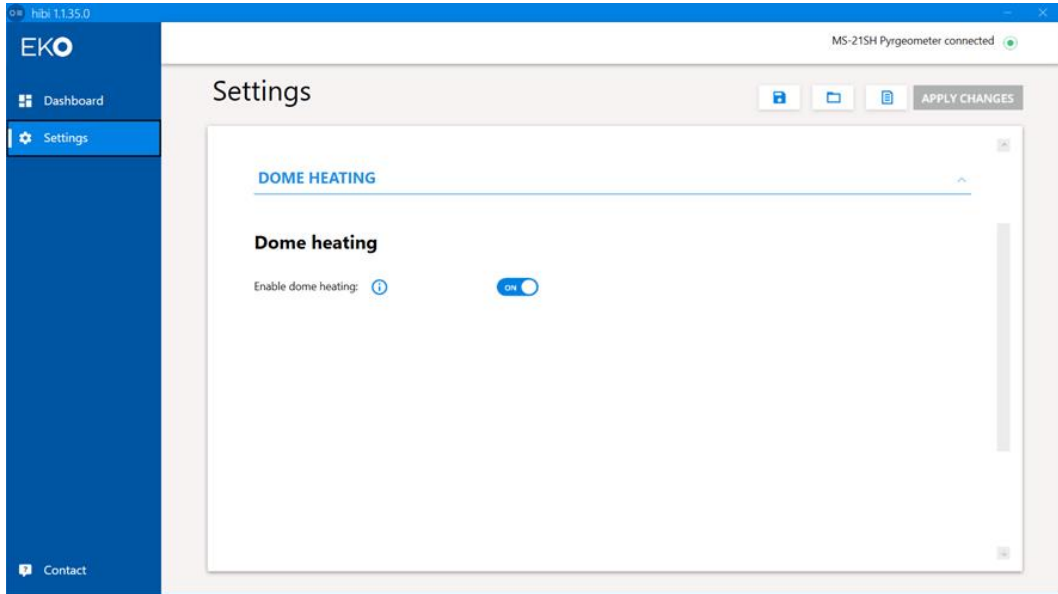 hibi 1.1.35.0
EKO
MS-21SH Pyrgeometer connected
Dashboard
Settings
Settings
APPLY CHANGES
DOME HEATING
Dome heating
Enable dome heating:
ON
Contact